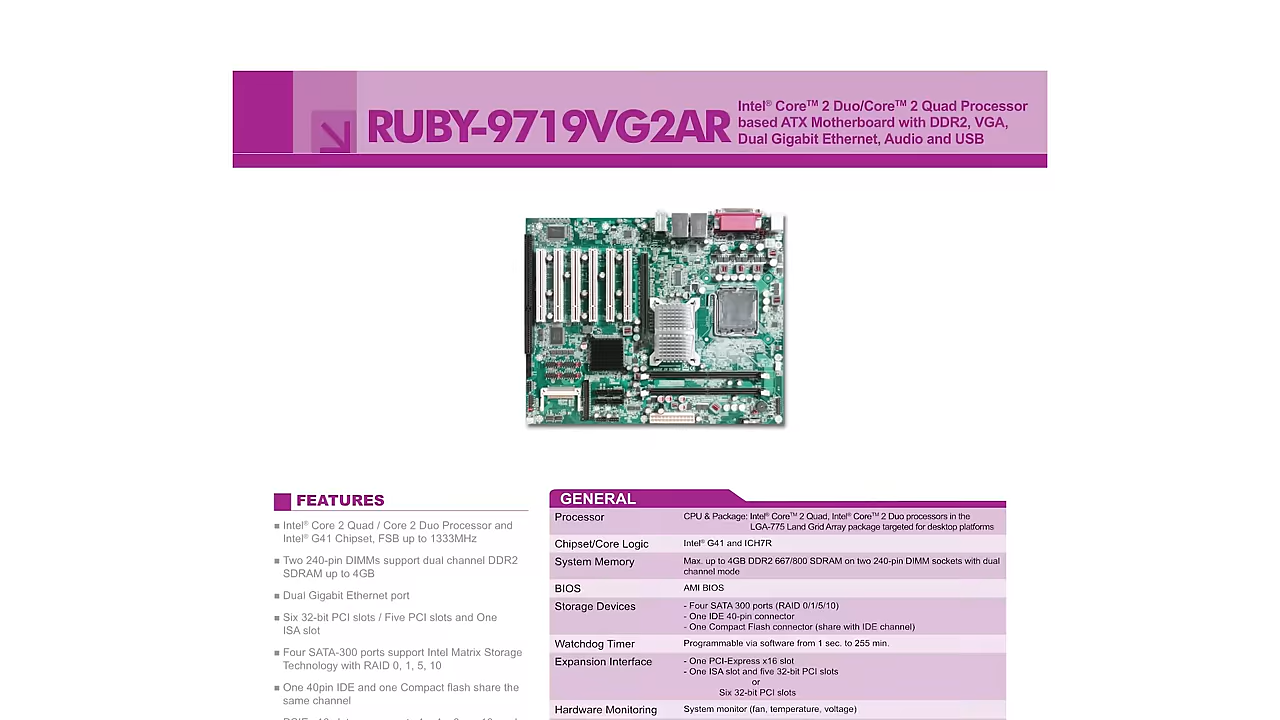 RUBY-9719VG2AR
Intel® Core™ 2 Duo/Core™ 2 Quad Processor
based ATX Motherboard with DDR2, VGA,
Dual Gigabit Ethernet, Audio and USB
FEATURES
■ Intel® Core 2 Quad / Core 2 Duo Processor and
Intel® G41 Chipset, FSB up to 1333MHz
■ Two 240-pin DIMMs support dual channel DDR2
SDRAM up to 4GB
■ Dual Gigabit Ethernet port
■ Six 32-bit PCI slots / Five PCI slots and One
ISA slot
■ Four SATA-300 ports support Intel Matrix Storage
Technology with RAID 0, 1, 5, 10
■ One 40pin IDE and one Compact flash share the
same channel
GENERAL
Processor CPU & Package: Intel® Core™ 2 Quad, Intel® Core™ 2 Duo processors in the
LGA-775 Land Grid Array package targeted for desktop platforms
Chipset/Core Logic Intel® G41 and ICH7R
System Memory Max. up to 4GB DDR2 667/800 SDRAM on two 240-pin DIMM sockets with dual
channel mode
BIOS AMI BIOS
Storage Devices - Four SATA 300 ports (RAID 0/1/5/10)
- One IDE 40-pin connector
- One Compact Flash connector (share with IDE channel)
Watchdog Timer Programmable via software from 1 sec. to 255 min.
Expansion Interface - One PCI-Express x16 slot
- One ISA slot and five 32-bit PCI slots
or
Six 32-bit PCI slots
Hardware Monitoring System monitor (fan, temperature, voltage)